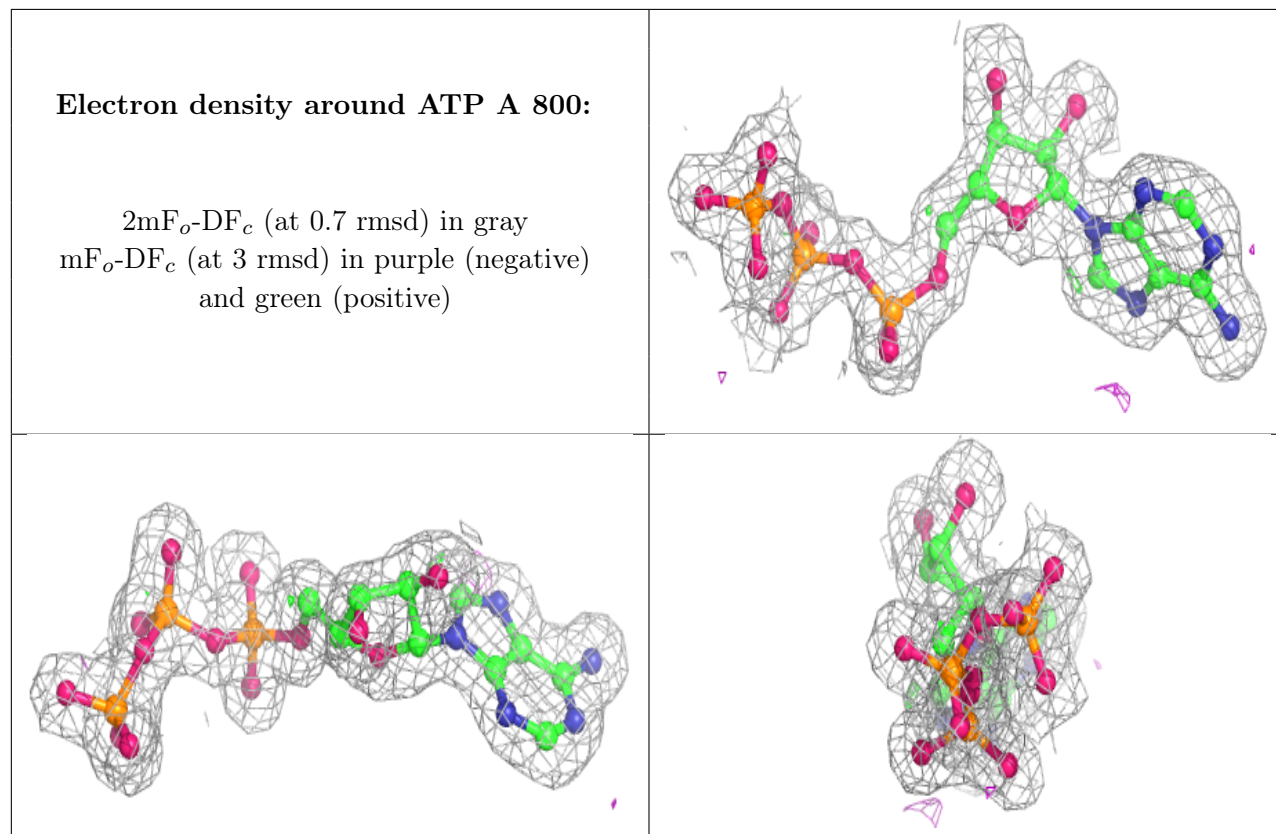 Electron density around ATP A 800:
2mFₒ-DF𝒸 (at 0.7 rmsd) in gray
mFₒ-DF𝒸 (at 3 rmsd) in purple (negative)
and green (positive)